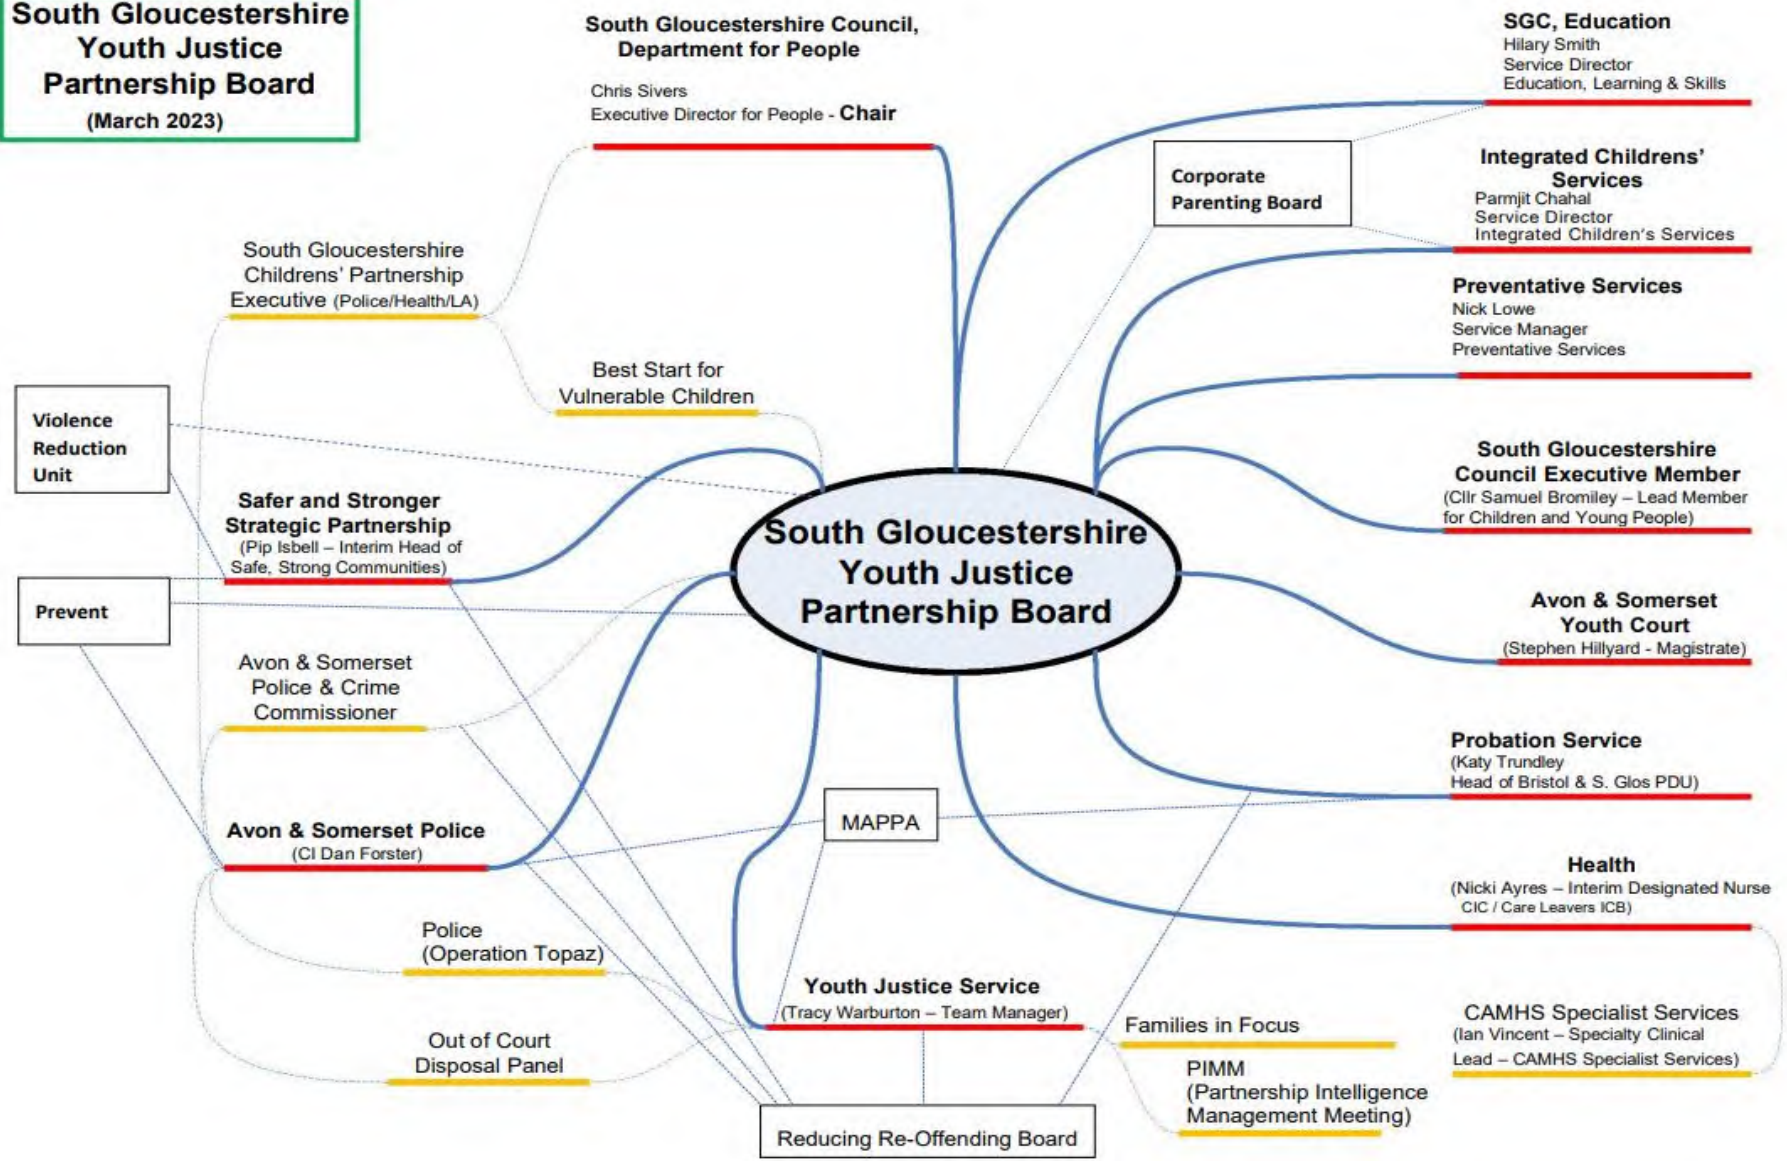 South Gloucestershire
Youth Justice
Partnership Board
(March 2023)
South Gloucestershire Council,
Department for People
Chris Sivers
Executive Director for People - Chair
SGC, Education
Hilary Smith
Service Director
Education, Learning & Skills
Corporate
Parenting Board
Integrated Childrens'
Services
Parmjit Chahal
Service Director
Integrated Children's Services
South Gloucestershire
Childrens' Partnership
Executive (Police/Health/LA)
Preventative Services
Nick Lowe
Service Manager
Preventative Services
Best Start for
Vulnerable Children
Violence
Reduction
Unit
South Gloucestershire
Council Executive Member
(Cllr Samuel Bromiley – Lead Member
for Children and Young People)
Safer and Stronger
Strategic Partnership
(Pip Isbell – Interim Head of
Safe, Strong Communities)
South Gloucestershire
Youth Justice
Partnership Board
Prevent
Avon & Somerset
Youth Court
(Stephen Hillyard - Magistrate)
Avon & Somerset
Police & Crime
Commissioner
Probation Service
(Katy Trundley
Head of Bristol & S. Glos PDU)
Avon & Somerset Police
(CI Dan Forster)
MAPPA
Health
(Nicki Ayres – Interim Designated Nurse
CIC / Care Leavers ICB)
Police
(Operation Topaz)
Youth Justice Service
(Tracy Warburton – Team Manager)
Families in Focus
CAMHS Specialist Services
(Ian Vincent – Specialty Clinical
Lead – CAMHS Specialist Services)
Out of Court
Disposal Panel
PIMM
(Partnership Intelligence
Management Meeting)
Reducing Re-Offending Board